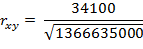 r_xy = 34100 / √1366635000